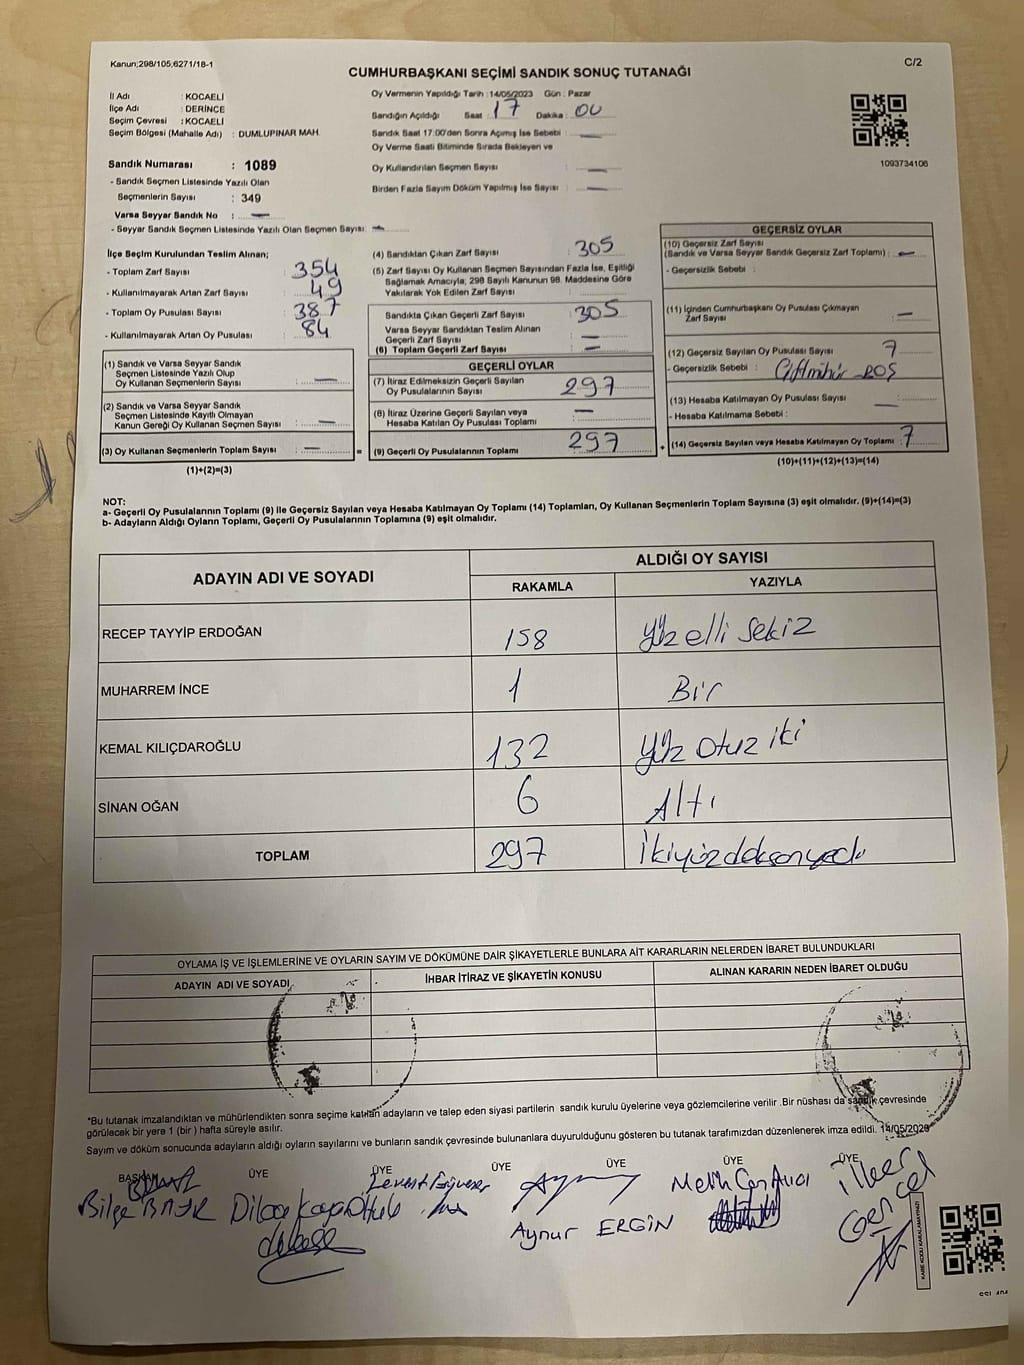 Kanun;298/105,6271/18-1
C/2
CUMHURBAŞKANI SEÇİMİ SANDIK SONUÇ TUTANAĞI
İl Adı : KOCAELİ
İlçe Adı : DERİNCE
Seçim Çevresi : KOCAELİ
Seçim Bölgesi (Mahalle Adı) : DUMLUPINAR MAH.
Oy Vermenin Yapıldığı Tarih :14/05/2023 Gün : Pazar
Sandığın Açıldığı Saat : 17 Dakika : 00
Sandık Saat 17:00'den Sonra Açılmış İse Sebebi : —
Oy Verme Saati Bitiminde Sırada Bekleyen ve
Oy Kullandırılan Seçmen Sayısı : —
Birden Fazla Sayım Döküm Yapılmış İse Sayısı : —
1093734106
Sandık Numarası : 1089
- Sandık Seçmen Listesinde Yazılı Olan
Seçmenlerin Sayısı : 349
Varsa Seyyar Sandık No : —
- Seyyar Sandık Seçmen Listesinde Yazılı Olan Seçmen Sayısı: —
İlçe Seçim Kurulundan Teslim Alınan;
- Toplam Zarf Sayısı : 354
- Kullanılmayarak Artan Zarf Sayısı : 49
- Toplam Oy Pusulası Sayısı : 387
- Kullanılmayarak Artan Oy Pusulası : 84
(1) Sandık ve Varsa Seyyar Sandık
Seçmen Listesinde Yazılı Olup
Oy Kullanan Seçmenlerin Sayısı : —
(2) Sandık ve Varsa Seyyar Sandık
Seçmen Listesinde Kayıtlı Olmayan
Kanun Gereği Oy Kullanan Seçmen Sayısı : —
(3) Oy Kullanan Seçmenlerin Toplam Sayısı : —
(1)+(2)=(3)
(4) Sandıktan Çıkan Zarf Sayısı : 305
(5) Zarf Sayısı Oy Kullanan Seçmen Sayısından Fazla İse, Eşitliği
Sağlamak Amacıyla; 298 Sayılı Kanunun 98. Maddesine Göre
Yakılarak Yok Edilen Zarf Sayısı :
Sandıkta Çıkan Geçerli Zarf Sayısı : 305
Varsa Seyyar Sandıktan Teslim Alınan
Geçerli Zarf Sayısı : —
(6) Toplam Geçerli Zarf Sayısı : —
GEÇERLİ OYLAR
(7) İtiraz Edilmeksizin Geçerli Sayılan
Oy Pusulalarının Sayısı : 297
(8) İtiraz Üzerine Geçerli Sayılan veya
Hesaba Katılan Oy Pusulası Toplamı : —
(9) Geçerli Oy Pusulalarının Toplamı : 297
GEÇERSİZ OYLAR
(10) Geçersiz Zarf Sayısı
(Sandık ve Varsa Seyyar Sandık Geçersiz Zarf Toplamı) : —
- Geçersizlik Sebebi :
(11) İçinden Cumhurbaşkanı Oy Pusulası Çıkmayan
Zarf Sayısı : —
(12) Geçersiz Sayılan Oy Pusulası Sayısı : 7
- Geçersizlik Sebebi : Çiftmühür BOŞ
(13) Hesaba Katılmayan Oy Pusulası Sayısı : —
- Hesaba Katılmama Sebebi :
(14) Geçersiz Sayılan veya Hesaba Katılmayan Oy Toplamı : 7
(10)+(11)+(12)+(13)=(14)
NOT:
a- Geçerli Oy Pusulalarının Toplamı (9) ile Geçersiz Sayılan veya Hesaba Katılmayan Oy Toplamı (14) Toplamları, Oy Kullanan Seçmenlerin Toplam Sayısına (3) eşit olmalıdır. (9)+(14)=(3)
b- Adayların Aldığı Oyların Toplamı, Geçerli Oy Pusulalarının Toplamına (9) eşit olmalıdır.
ADAYIN ADI VE SOYADI
ALDIĞI OY SAYISI
RAKAMLA YAZIYLA
RECEP TAYYİP ERDOĞAN 158 Yüz elli sekiz
MUHARREM İNCE 1 Bir
KEMAL KILIÇDAROĞLU 132 Yüz otuz iki
SİNAN OĞAN 6 Altı
TOPLAM 297 İkiyüzdoksanyedi
OYLAMA İŞ VE İŞLEMLERİNE VE OYLARIN SAYIM VE DÖKÜMÜNE DAİR ŞİKAYETLERLE BUNLARA AİT KARARLARIN NELERDEN İBARET BULUNDUKLARI
ADAYIN ADI VE SOYADI İHBAR İTİRAZ VE ŞİKAYETİN KONUSU ALINAN KARARIN NEDEN İBARET OLDUĞU
*Bu tutanak imzalandıktan ve mühürlendikten sonra seçime katılan adayların ve talep eden siyasi partilerin sandık kurulu üyelerine veya gözlemcilerine verilir .Bir nüshası da sandık çevresinde
görülecek bir yere 1 (bir ) hafta süreyle asılır.
Sayım ve döküm sonucunda adayların aldığı oyların sayılarını ve bunların sandık çevresinde bulunanlara duyurulduğunu gösteren bu tutanak tarafımızdan düzenlenerek imza edildi. 14/05/2023
BAŞKAN ÜYE ÜYE ÜYE ÜYE ÜYE ÜYE
Bilge Dilan Levent Aynur ERGİN Melih Can Avcı İlker Gencel
KARE KODU KARALAMAYINIZ!